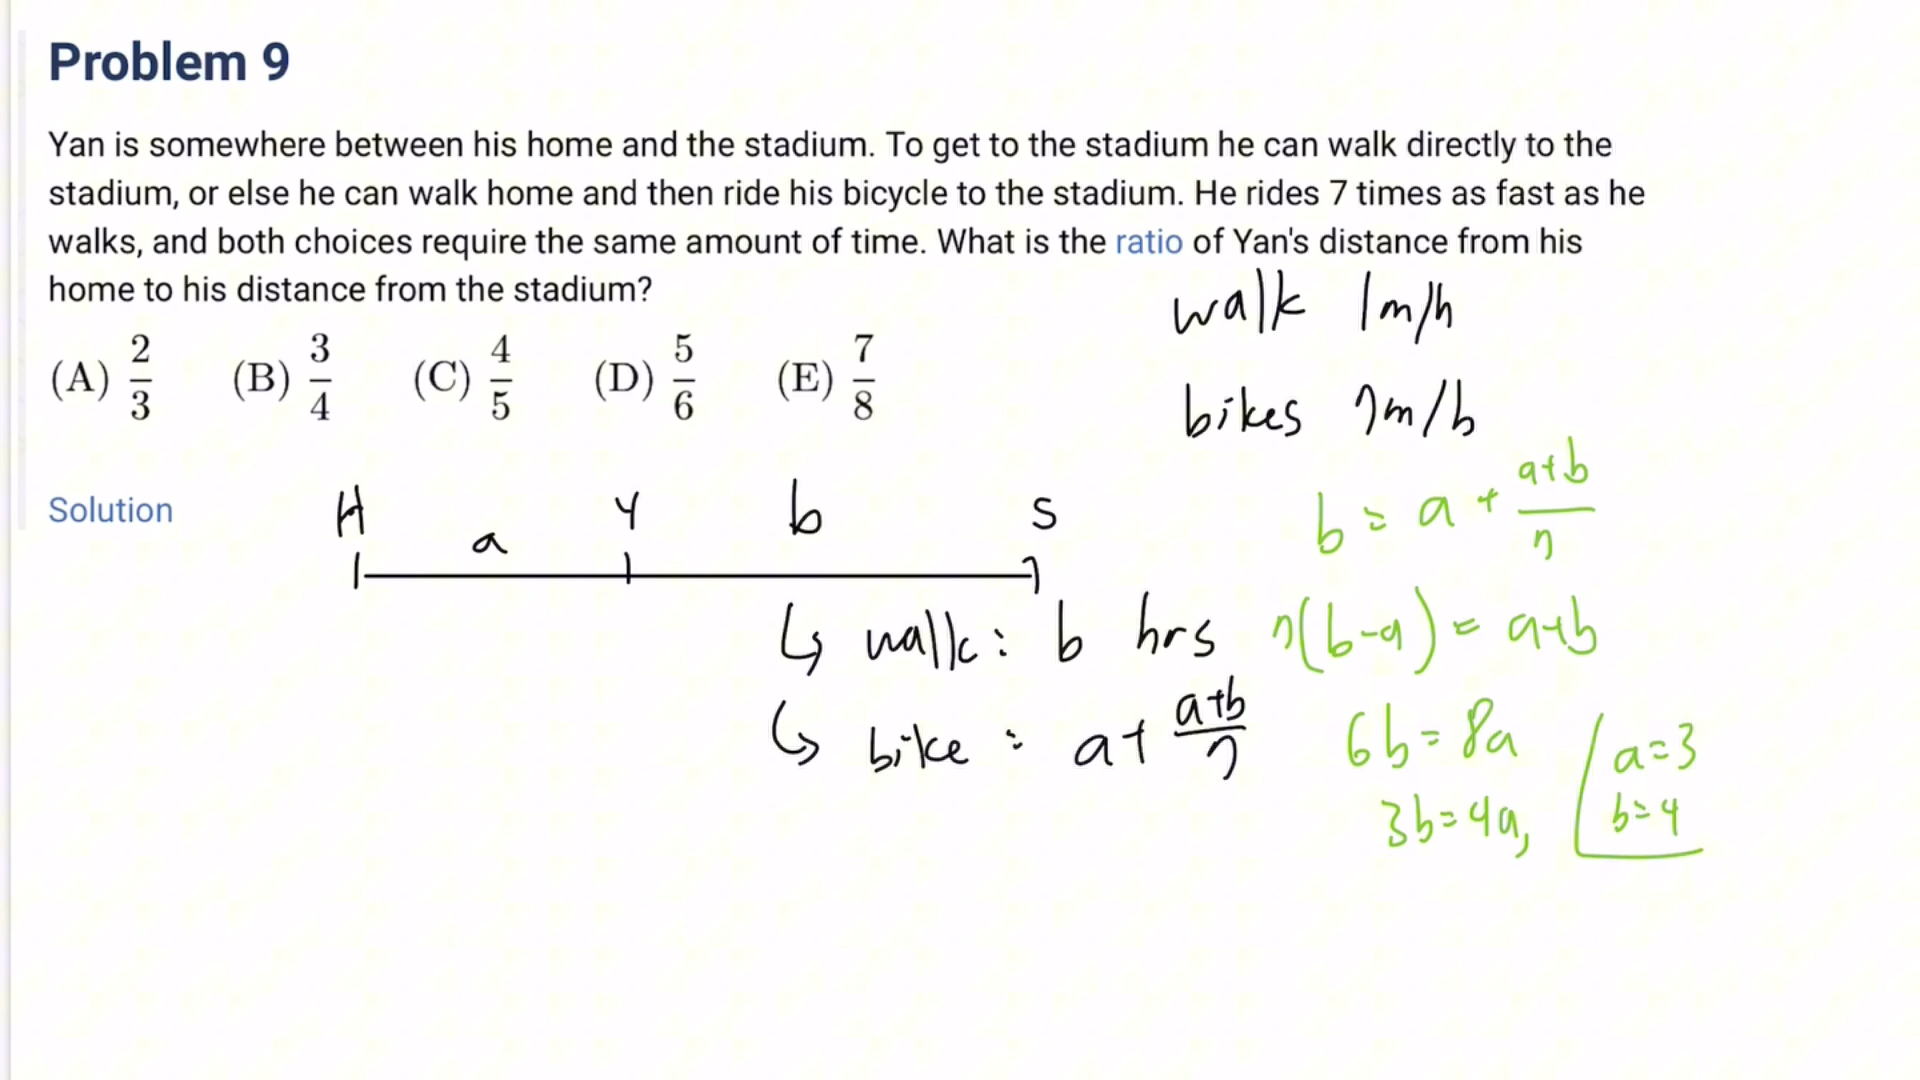 Problem 9
Yan is somewhere between his home and the stadium. To get to the stadium he can walk directly to the
stadium, or else he can walk home and then ride his bicycle to the stadium. He rides 7 times as fast as he
walks, and both choices require the same amount of time. What is the ratio of Yan's distance from his
home to his distance from the stadium?
(A) 2/3 (B) 3/4 (C) 4/5 (D) 5/6 (E) 7/8
walk 1m/h
bikes 7m/h
Solution
H a Y b S
b = a + (a+b)/7
↳ walk: b hrs
7(b-a) = a+b
↳ bike: a+ (a+b)/7
6b = 8a
3b=4a,
a=3
b=4